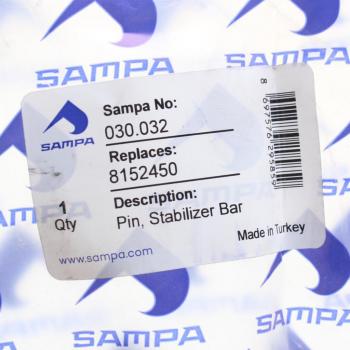 SAMPA
SAMPA
SAMPA
Sampa No:
030.032
Replaces:
8152450
Description:
Pin, Stabilizer Bar
1
Qty
www.sampa.com
Made in Turkey
SAMPA
SAMPA